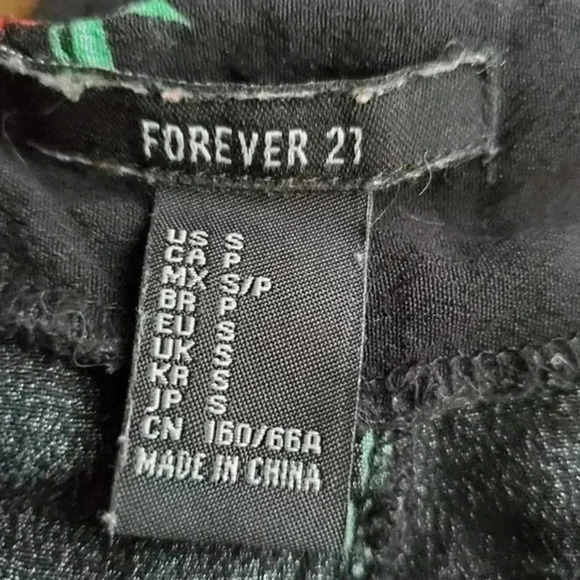 FOREVER 21
US S
CA P
MX S/P
BR P
EU S
UK S
KR S
JP S
CN 160/66A
MADE IN CHINA